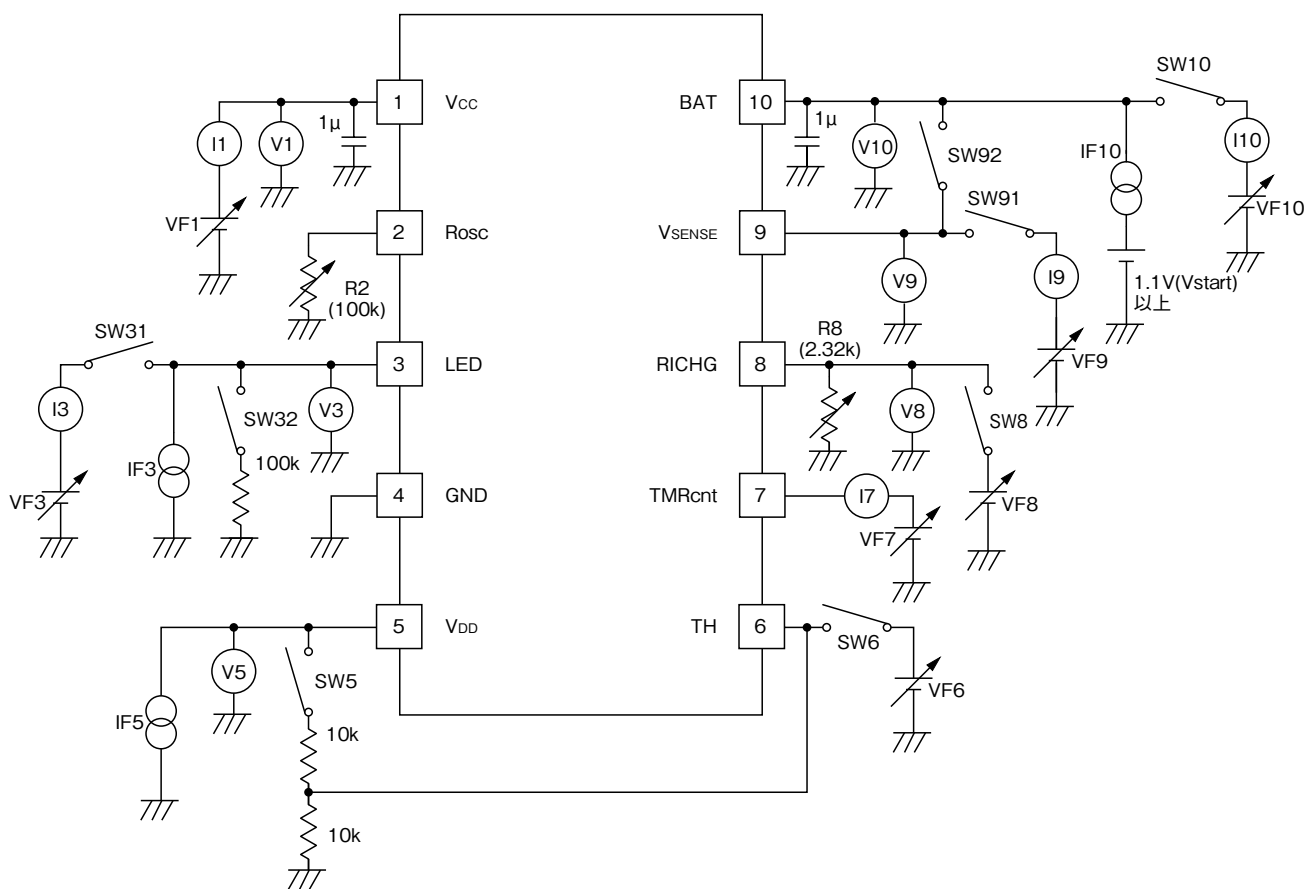 SW10
1
VCC
BAT
10
1μ
I1
V1
1μ
V10
SW92
IF10
I10
SW91
VF1
VF10
2
Rosc
VSENSE
9
R2
(100k)
V9
I9
1.1V(Vstart)
以上
SW31
R8
(2.32k)
VF9
3
LED
RICHG
8
I3
SW32
V3
V8
SW8
IF3
100k
VF3
4
GND
TMRcnt
7
I7
VF8
VF7
5
VDD
TH
6
SW6
V5
SW5
VF6
IF5
10k
10k